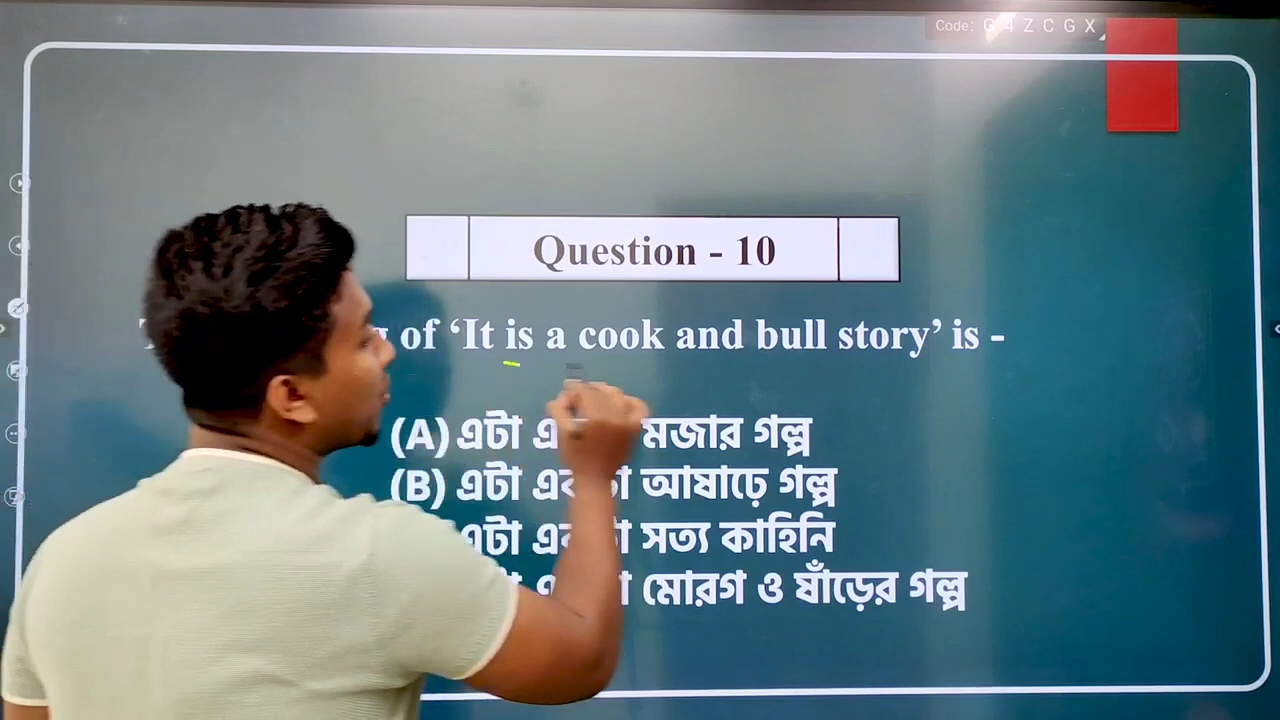 Code: G 4 Z C G X
Question - 10
of ‘It is a cook and bull story’ is -
(A) এটা মজার গল্প
(B) এটা আষাঢ়ে গল্প
এটা সত্য কাহিনি
মোরগ ও ষাঁড়ের গল্প